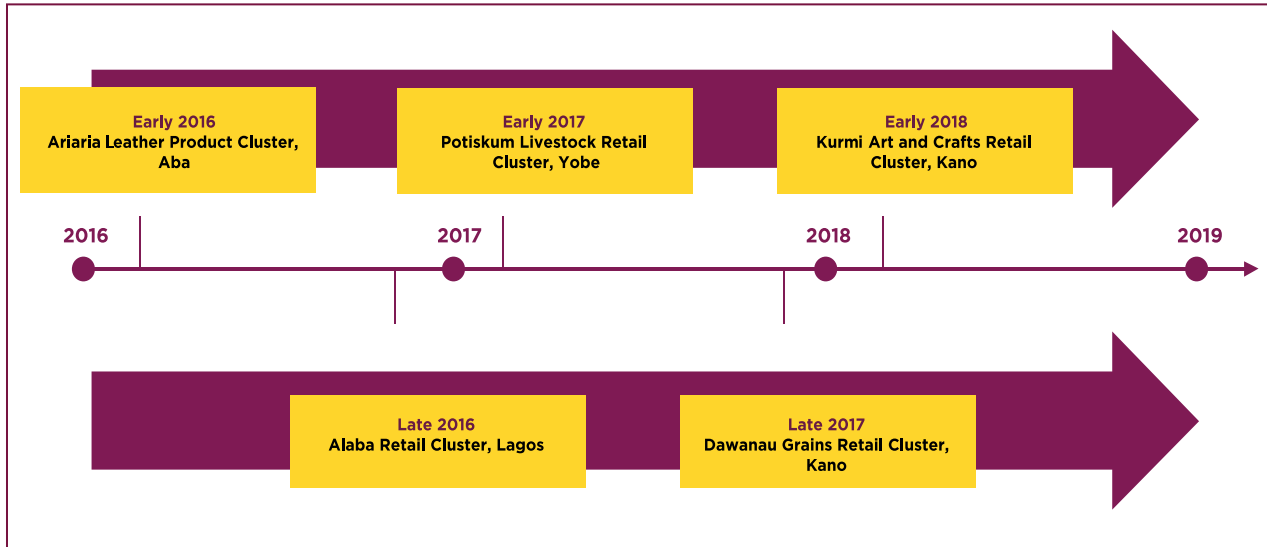 Early 2016
Ariaria Leather Product Cluster,
Aba
Early 2017
Potiskum Livestock Retail
Cluster, Yobe
Early 2018
Kurmi Art and Crafts Retail
Cluster, Kano
2016
2017
2018
2019
Late 2016
Alaba Retail Cluster, Lagos
Late 2017
Dawanau Grains Retail Cluster,
Kano